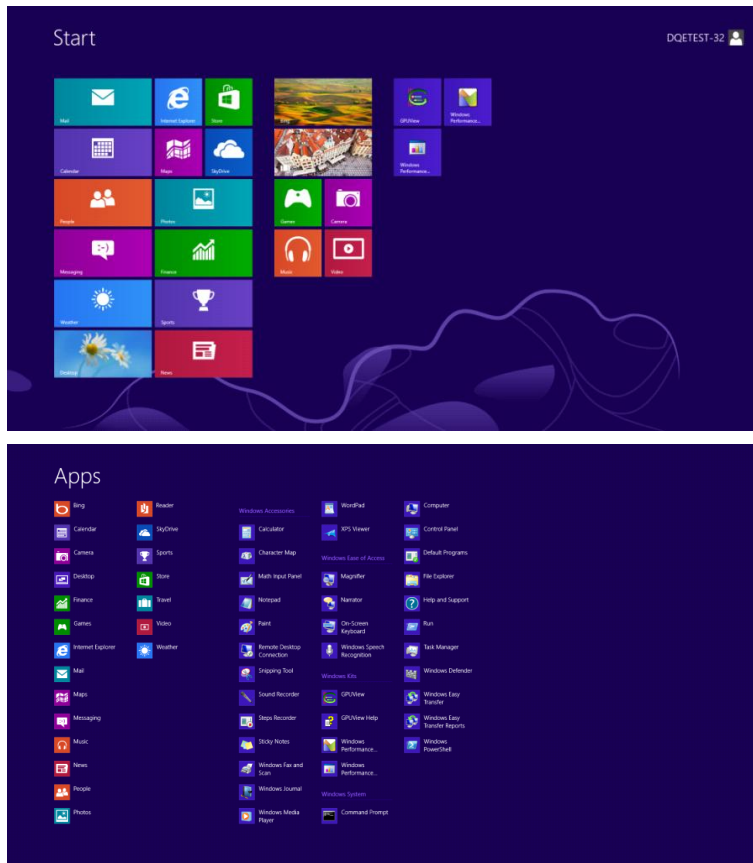 Start
DQETEST-32
Mail
Internet Explorer
Store
Calendar
Maps
SkyDrive
People
Photos
Messaging
Finance
Weather
Sports
Desktop
News
Games
Camera
Music
Video
GPUView
Windows
Performance...
Windows
Performance...
Apps
Bing
Calendar
Camera
Desktop
Finance
Games
Internet Explorer
Mail
Maps
Messaging
Music
News
People
Photos
Reader
SkyDrive
Sports
Store
Travel
Video
Weather
Windows Accessories
Calculator
Character Map
Math Input Panel
Notepad
Paint
Remote Desktop
Connection
Snipping Tool
Sound Recorder
Steps Recorder
Sticky Notes
Windows Fax and
Scan
Windows Journal
Windows Media
Player
WordPad
XPS Viewer
Windows Ease of Access
Magnifier
Narrator
On-Screen
Keyboard
Windows Speech
Recognition
Windows Kits
GPUView
GPUView Help
Windows
Performance...
Windows
Performance...
Windows System
Command Prompt
Computer
Control Panel
Default Programs
File Explorer
Help and Support
Run
Task Manager
Windows Defender
Windows Easy
Transfer
Windows Easy
Transfer Reports
Windows
PowerShell